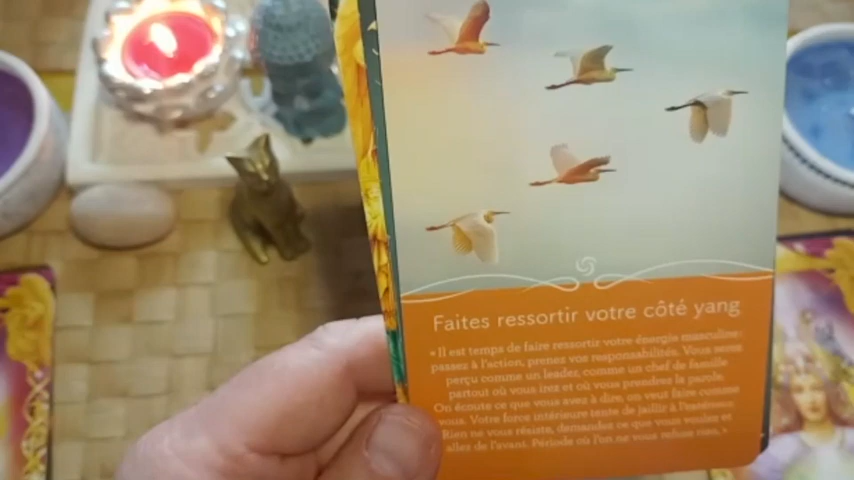 Faites ressortir votre côté yang
« Il est temps de faire ressortir votre énergie masculine :
passez à l'action, prenez vos responsabilités. Vous serez
perçu comme un leader, comme un chef de famille
partout où vous irez et où vous prendrez la parole.
On écoute ce que vous avez à dire, on veut faire comme
vous. Votre force intérieure tente de jaillir à l'extérieur.
Rien ne vous résiste, demandez ce que vous voulez et
allez de l'avant. Période où l'on ne vous refuse rien. »